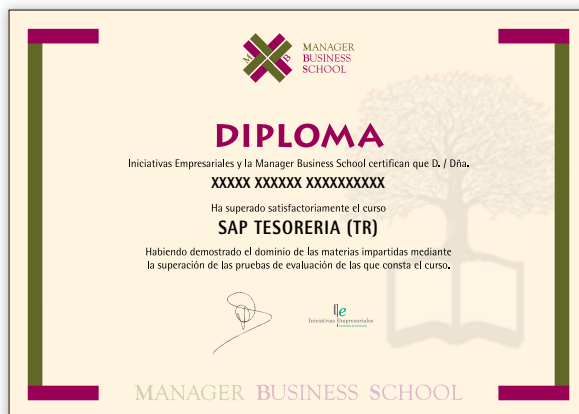 M B
MANAGER
BUSINESS
SCHOOL
DIPLOMA
Iniciativas Empresariales y la Manager Business School certifican que D. / Dña.
XXXXX XXXXXX XXXXXXXXXX
Ha superado satisfactoriamente el curso
SAP TESORERIA (TR)
Habiendo demostrado el dominio de las materias impartidas mediante
la superación de las pruebas de evaluación de las que consta el curso.
Iniciativas Empresariales
MANAGER BUSINESS SCHOOL